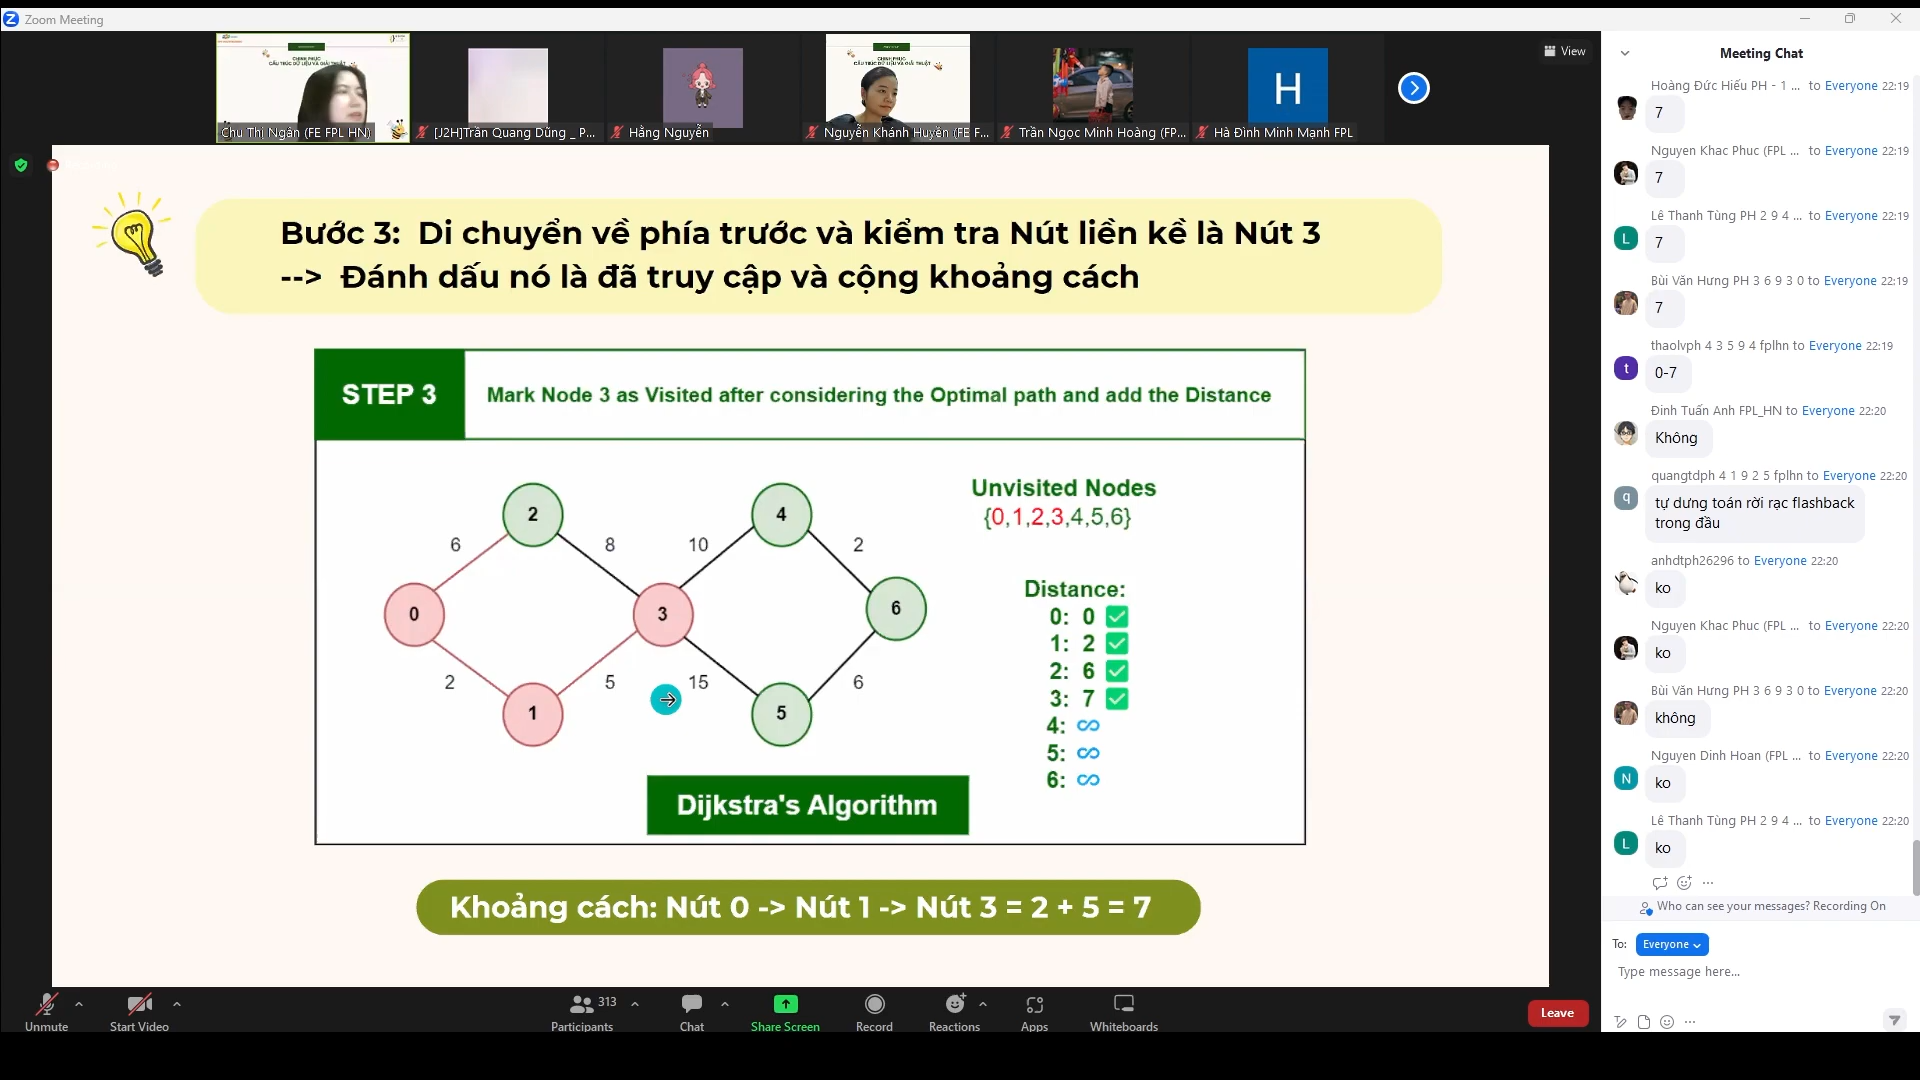 Zoom Meeting
View
Chu Thị Ngân (FE FPL HN)
[J2H]Trần Quang Dũng _ P...
Hằng Nguyễn
Nguyễn Khánh Huyền (FE F...
Trần Ngọc Minh Hoàng (FP...
H
Hà Đình Minh Mạnh FPL
Bước 3: Di chuyển về phía trước và kiểm tra Nút liền kề là Nút 3
--> Đánh dấu nó là đã truy cập và cộng khoảng cách
STEP 3
Mark Node 3 as Visited after considering the Optimal path and add the Distance
2
4
6
8
10
2
0
3
6
2
5
15
6
1
5
Unvisited Nodes
{0,1,2,3,4,5,6}
Distance:
0: 0
1: 2
2: 6
3: 7
4: ∞
5: ∞
6: ∞
Dijkstra's Algorithm
Khoảng cách: Nút 0 -> Nút 1 -> Nút 3 = 2 + 5 = 7
Unmute
Start Video
313
Participants
Chat
Share Screen
Record
Reactions
Apps
Whiteboards
Leave
Meeting Chat
Hoàng Đức Hiếu PH - 1 ... to Everyone 22:19
7
Nguyen Khac Phuc (FPL ... to Everyone 22:19
7
Lê Thanh Tùng PH 2 9 4 ... to Everyone 22:19
L
7
Bùi Văn Hưng PH 3 6 9 3 0 to Everyone 22:19
7
thaolvph 4 3 5 9 4 fplhn to Everyone 22:19
t
0-7
Đinh Tuấn Anh FPL_HN to Everyone 22:20
Không
quangtdph 4 1 9 2 5 fplhn to Everyone 22:20
q
tự dưng toán rời rạc flashback
trong đầu
anhdtph26296 to Everyone 22:20
ko
Nguyen Khac Phuc (FPL ... to Everyone 22:20
ko
Bùi Văn Hưng PH 3 6 9 3 0 to Everyone 22:20
không
Nguyen Dinh Hoan (FPL ... to Everyone 22:20
N
ko
Lê Thanh Tùng PH 2 9 4 ... to Everyone 22:20
L
ko
Who can see your messages? Recording On
To: Everyone
Type message here...